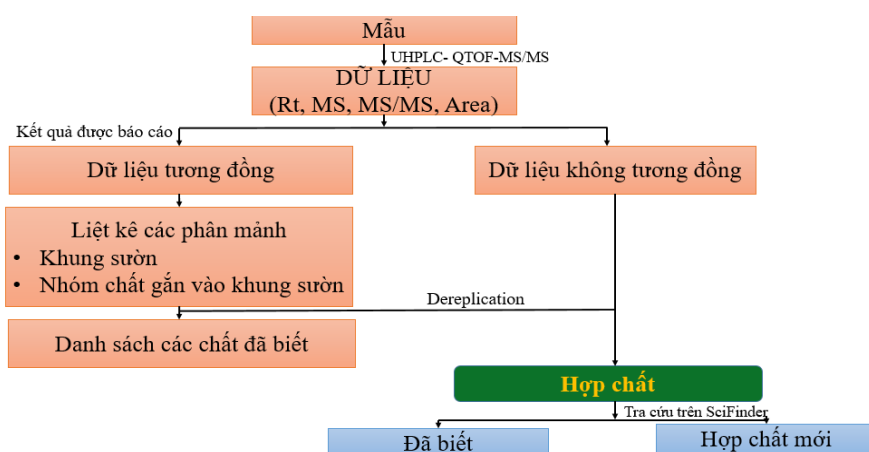 Mẫu
UHPLC- QTOF-MS/MS
DỮ LIỆU
(Rt, MS, MS/MS, Area)
Kết quả được báo cáo
Dữ liệu tương đồng
Dữ liệu không tương đồng
Liệt kê các phân mảnh
• Khung sườn
• Nhóm chất gắn vào khung sườn
Dereplication
Danh sách các chất đã biết
Hợp chất
Tra cứu trên SciFinder
Đã biết
Hợp chất mới